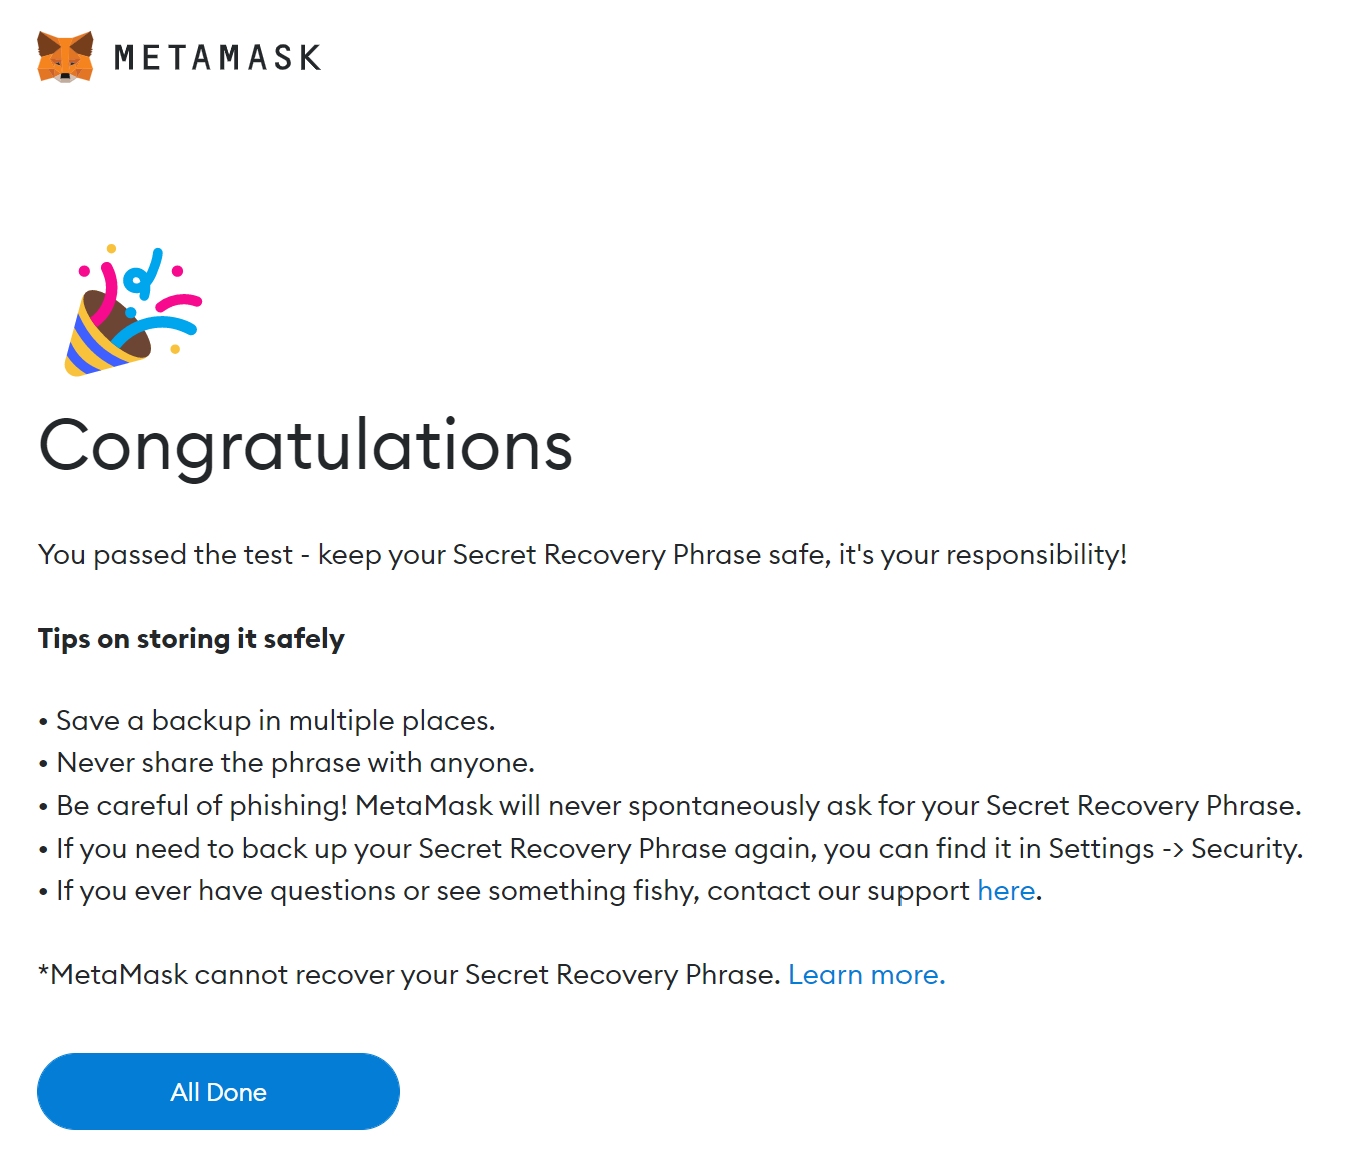 METAMASK
Congratulations
You passed the test - keep your Secret Recovery Phrase safe, it's your responsibility!
Tips on storing it safely
• Save a backup in multiple places.
• Never share the phrase with anyone.
• Be careful of phishing! MetaMask will never spontaneously ask for your Secret Recovery Phrase.
• If you need to back up your Secret Recovery Phrase again, you can find it in Settings -> Security.
• If you ever have questions or see something fishy, contact our support here.
*MetaMask cannot recover your Secret Recovery Phrase. Learn more.
All Done